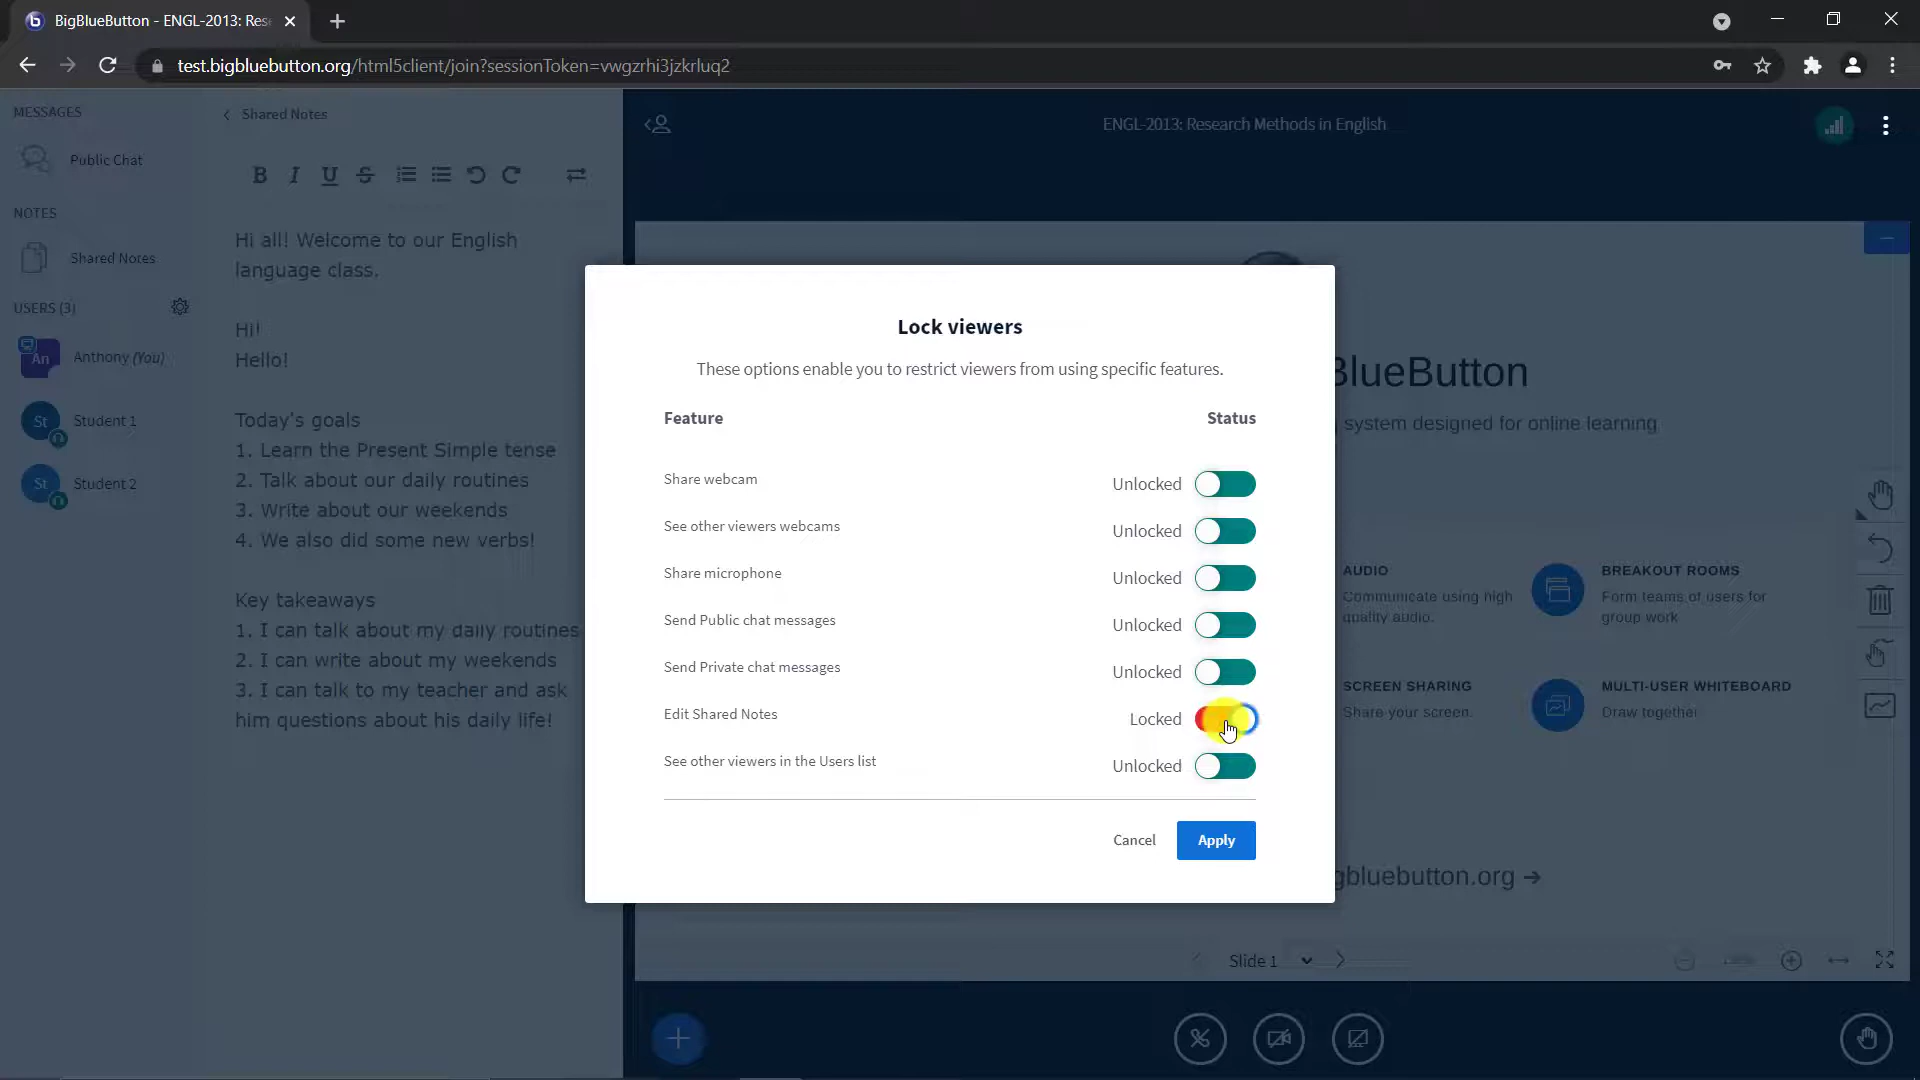 BigBlueButton - ENGL-2013: Rese
test.bigbluebutton.org/html5client/join?sessionToken=vwgzrhi3jzkrluq2
MESSAGES
Public Chat
NOTES
Shared Notes
USERS (3)
An
Anthony (You)
St
Student 1
St
Student 2
Shared Notes
B I U S
Hi all! Welcome to our English
language class.
Hi!
Hello!
Today's goals
1. Learn the Present Simple tense
2. Talk about our daily routines
3. Write about our weekends
4. We also did some new verbs!
Key takeaways
1. I can talk about my daily routines
2. I can write about my weekends
3. I can talk to my teacher and ask
him questions about his daily life!
ENGL-2013: Research Methods in English
Lock viewers
These options enable you to restrict viewers from using specific features.
Feature Status
Share webcam Unlocked
See other viewers webcams Unlocked
Share microphone Unlocked
Send Public chat messages Unlocked
Send Private chat messages Unlocked
Edit Shared Notes Locked
See other viewers in the Users list Unlocked
Cancel Apply
BlueButton
system designed for online learning
AUDIO
Communicate using high
quality audio.
BREAKOUT ROOMS
Form teams of users for
group work
SCREEN SHARING
Share your screen.
MULTI-USER WHITEBOARD
Draw together.
gbluebutton.org →
Slide 1